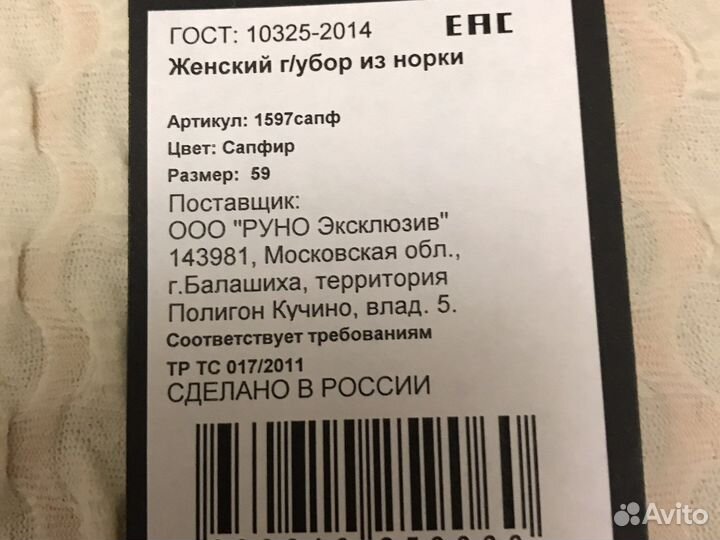 ГОСТ: 10325-2014 EAC
Женский г/убор из норки
Артикул: 1597сапф
Цвет: Сапфир
Размер: 59
Поставщик:
ООО "РУНО Эксклюзив"
143981, Московская обл.,
г.Балашиха, территория
Полигон Кучино, влад. 5.
Соответствует требованиям
ТР ТС 017/2011
СДЕЛАНО В РОССИИ
Avito